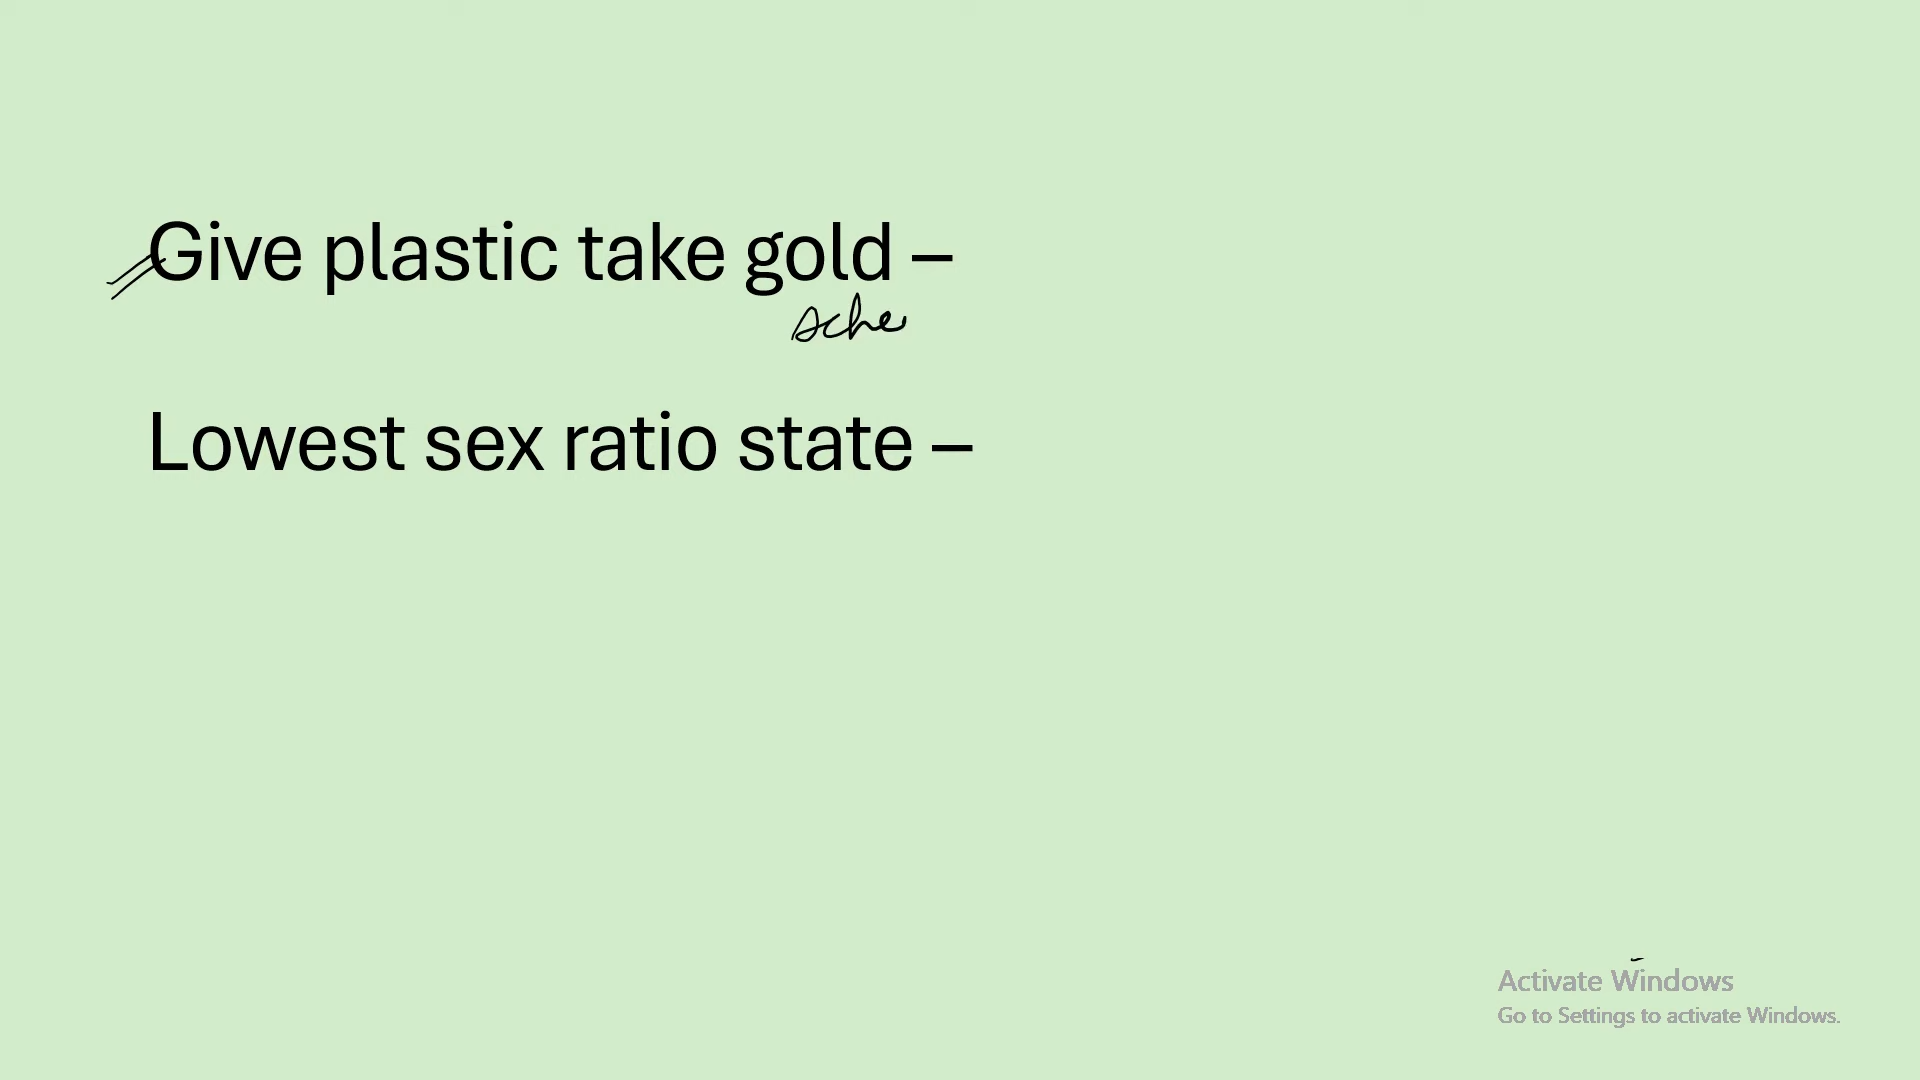 Give plastic take gold –
sche
Lowest sex ratio state –
Activate Windows
Go to Settings to activate Windows.